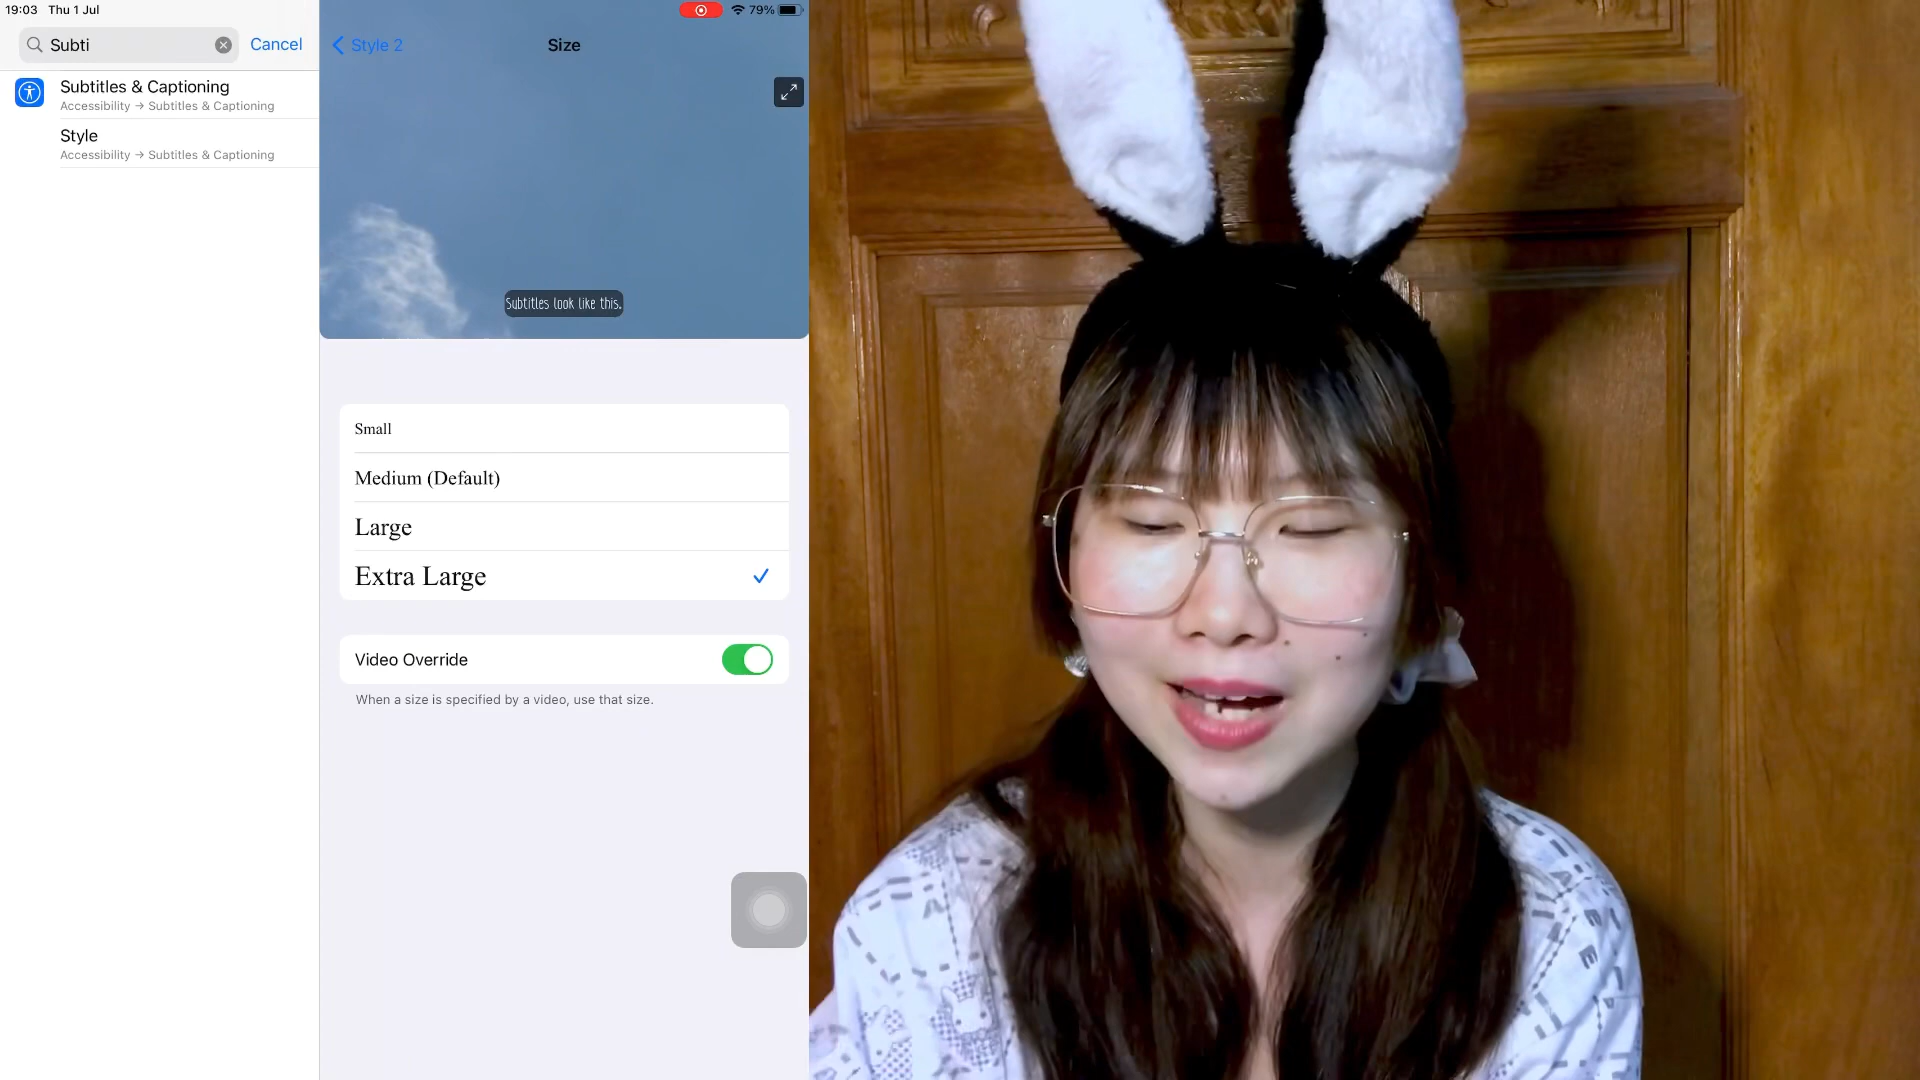 19:03 Thu 1 Jul
79%
Subti
Cancel
Subtitles & Captioning
Accessibility → Subtitles & Captioning
Style
Accessibility → Subtitles & Captioning
Style 2
Size
Subtitles look like this.
Small
Medium (Default)
Large
Extra Large
Video Override
When a size is specified by a video, use that size.